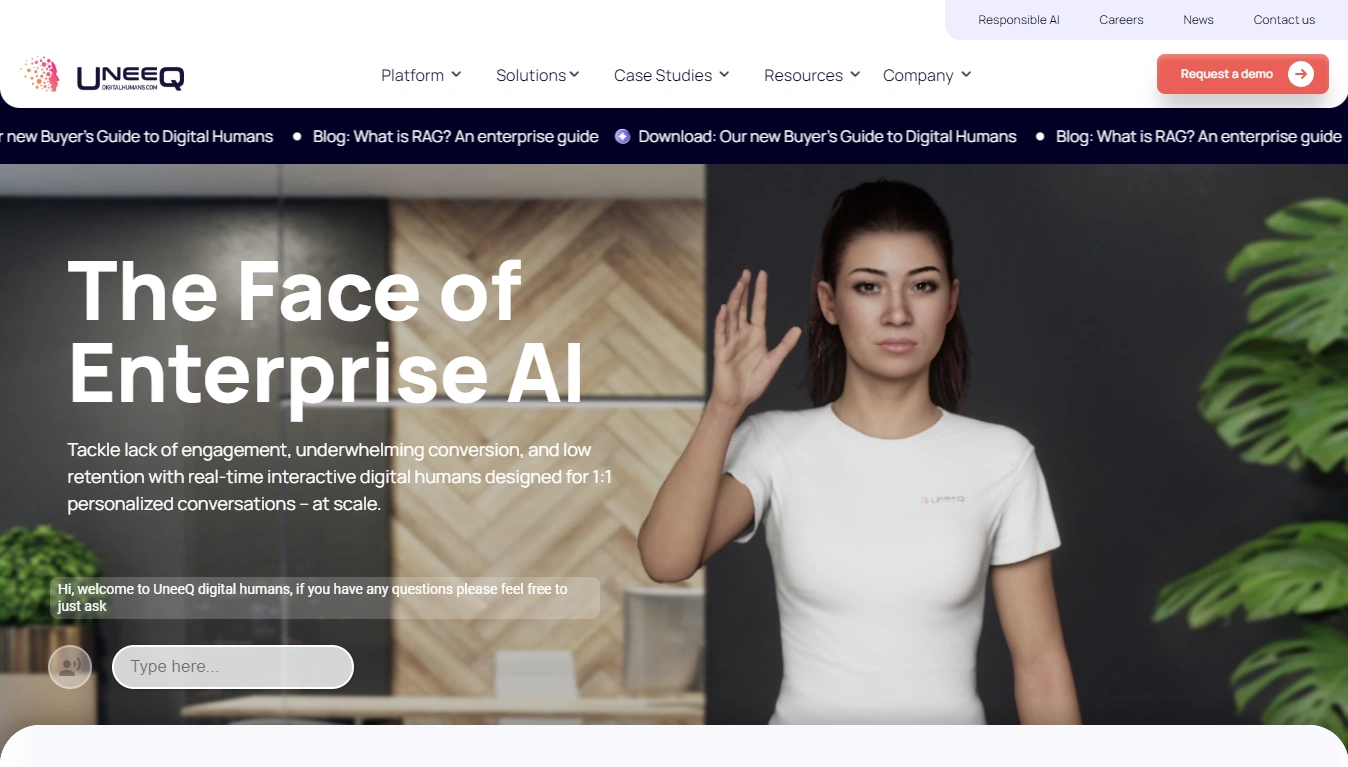 Responsible AI
Careers
News
Contact us
UNEEQ
DIGITALHUMANS.COM
Platform
Solutions
Case Studies
Resources
Company
Request a demo
new Buyer's Guide to Digital Humans
Blog: What is RAG? An enterprise guide
Download: Our new Buyer's Guide to Digital Humans
Blog: What is RAG? An enterprise guide
The Face of
Enterprise AI
Tackle lack of engagement, underwhelming conversion, and low
retention with real-time interactive digital humans designed for 1:1
personalized conversations – at scale.
UNEEQ
Hi, welcome to UneeQ digital humans, if you have any questions please feel free to
just ask
Type here...